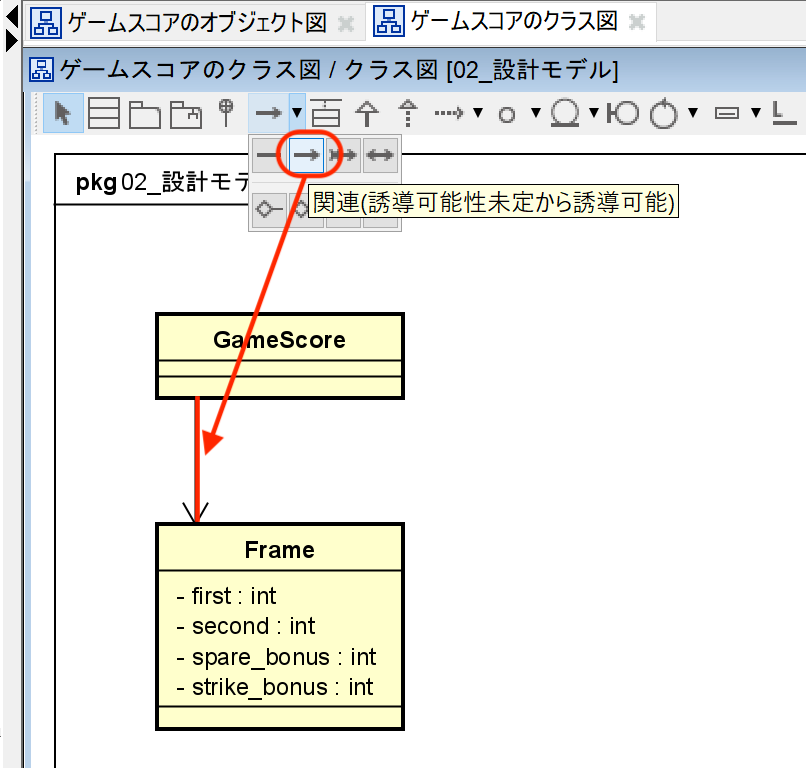 ゲームスコアのオブジェクト図
ゲームスコアのクラス図
ゲームスコアのクラス図 / クラス図 [02_設計モデル]
pkg 02_設計モデ
関連(誘導可能性未定から誘導可能)
GameScore
Frame
- first : int
- second : int
- spare_bonus : int
- strike_bonus : int